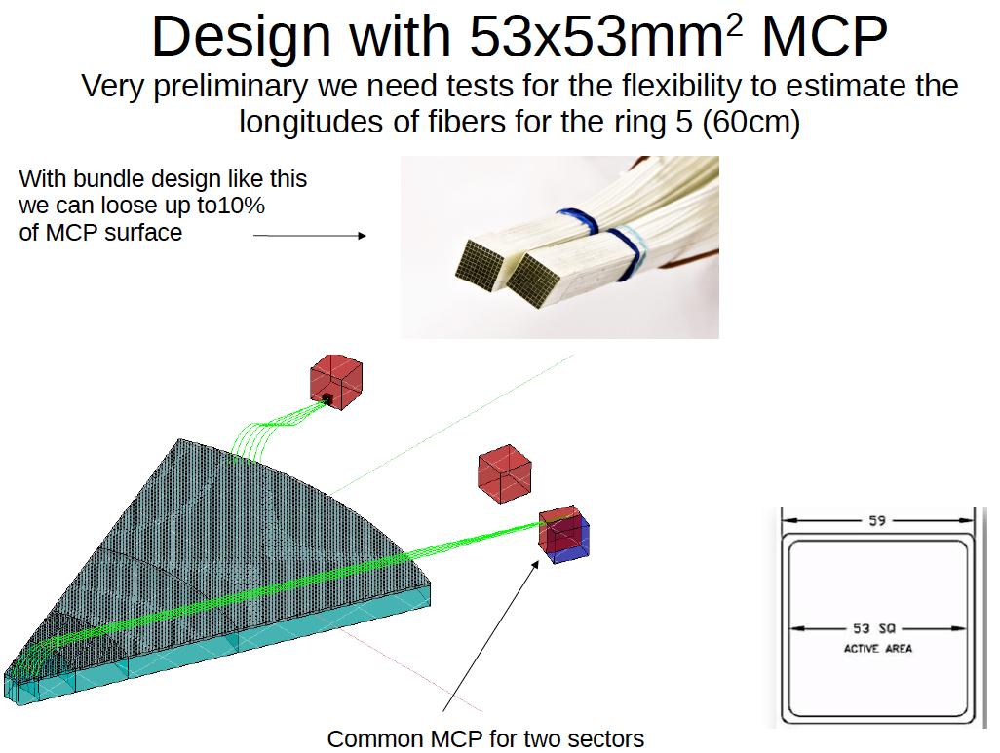 Design with 53x53mm² MCP
Very preliminary we need tests for the flexibility to estimate the
longitudes of fibers for the ring 5 (60cm)
With bundle design like this
we can loose up to10%
of MCP surface
59
53 SQ
ACTIVE AREA
Common MCP for two sectors